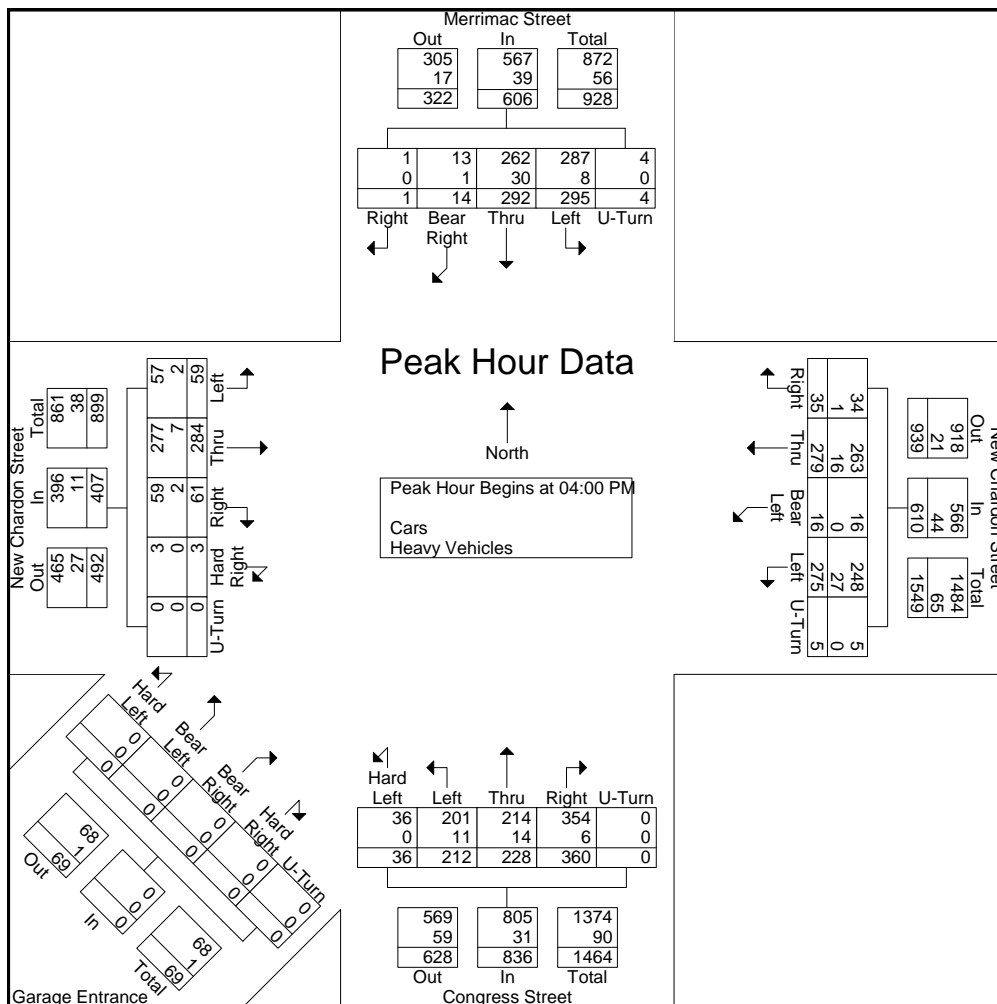 Merrimac Street
Out In Total
305 567 872
17 39 56
322 606 928
1 13 262 287 4
0 1 30 8 0
1 14 292 295 4
Right Bear Right Thru Left U-Turn
Peak Hour Data
North
Peak Hour Begins at 04:00 PM
Cars
Heavy Vehicles
New Chardon Street
Total In Out
861 396 465
38 11 27
899 407 492
57 277 59 3 0
2 7 2 0 0
59 284 61 3 0
Left Thru Right Hard Right U-Turn
New Chardon Street
Out In Total
918 566 1484
21 44 65
939 610 1549
34 263 16 248 5
1 16 0 27 0
35 279 16 275 5
Right Thru Bear Left Left U-Turn
Hard Left Bear Left Bear Right Hard Right U-Turn
0 0 0 0 0
0 0 0 0 0
0 0 0 0 0
68 0 68
1 0 1
69 0 69
Out In Total
Garage Entrance
Hard Left Left Thru Right U-Turn
36 201 214 354 0
0 11 14 6 0
36 212 228 360 0
569 805 1374
59 31 90
628 836 1464
Out In Total
Congress Street